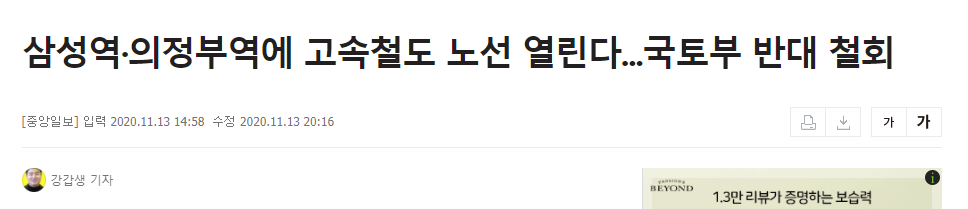 삼성역·의정부역에 고속철도 노선 열린다...국토부 반대 철회
[중앙일보] 입력 2020.11.13 14:58 수정 2020.11.13 20:16
가 가
강갑생 기자
BEYOND
1.3만 리뷰가 증명하는 보습력
i